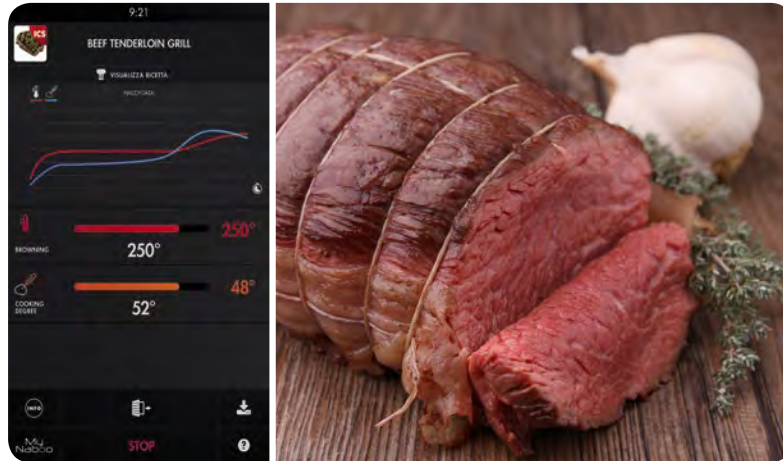 9:21
ICS
BEEF TENDERLOIN GRILL
VISUALIZZA RICETTA
BROWNING
250°
250°
COOKING
DEGREE
48°
52°
INFO
My
Naboo
STOP
?